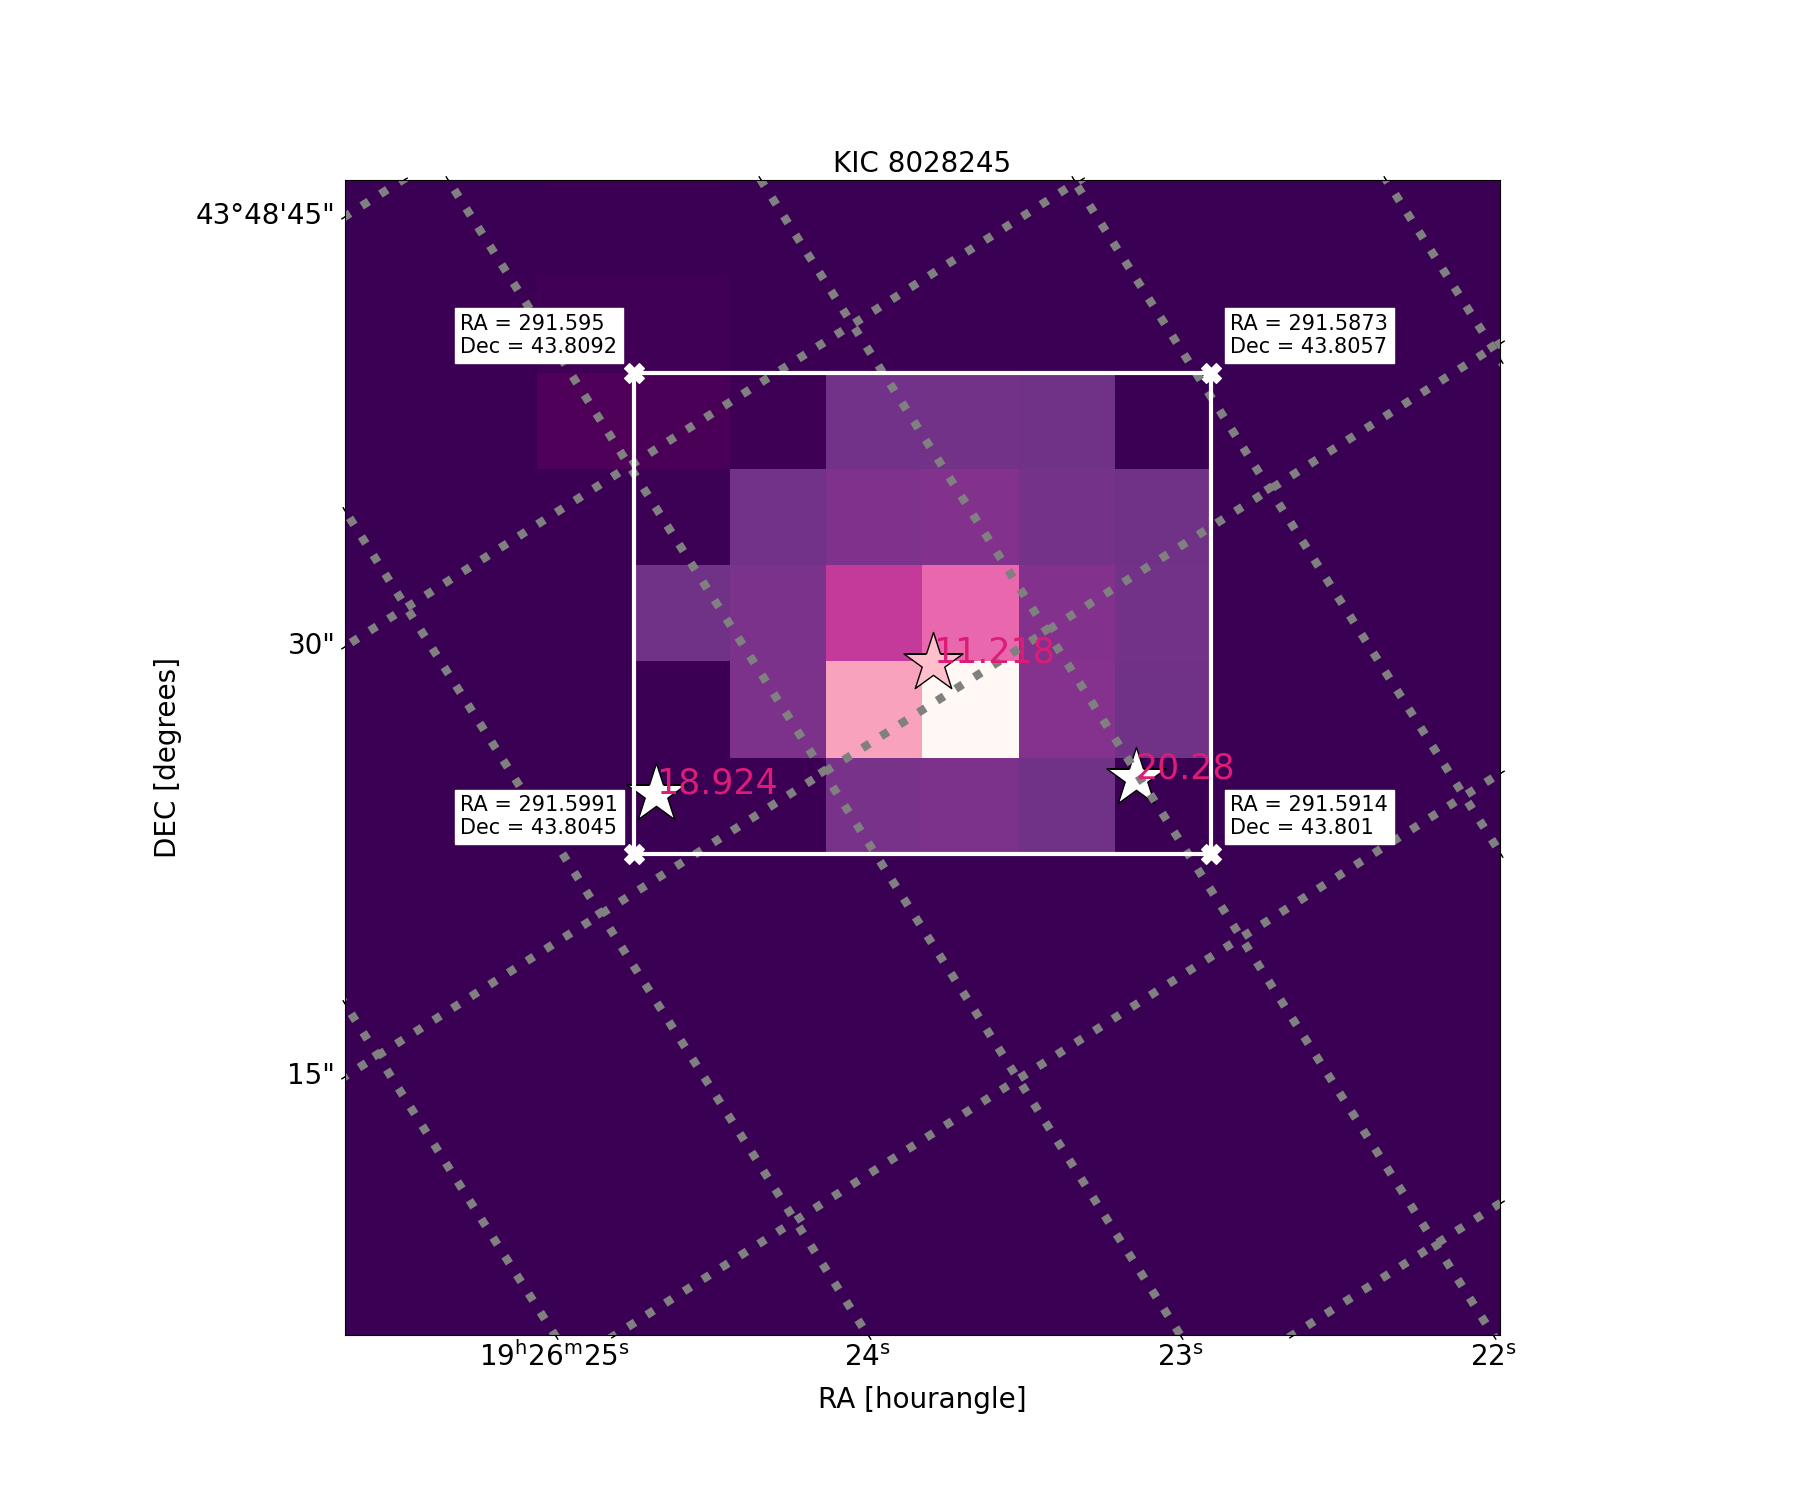 KIC 8028245
43°48'45"
RA = 291.595
Dec = 43.8092
RA = 291.5873
Dec = 43.8057
30"
11.218
18.924
20.28
RA = 291.5991
Dec = 43.8045
RA = 291.5914
Dec = 43.801
DEC [degrees]
15"
19h26m25s
24s
23s
22s
RA [hourangle]